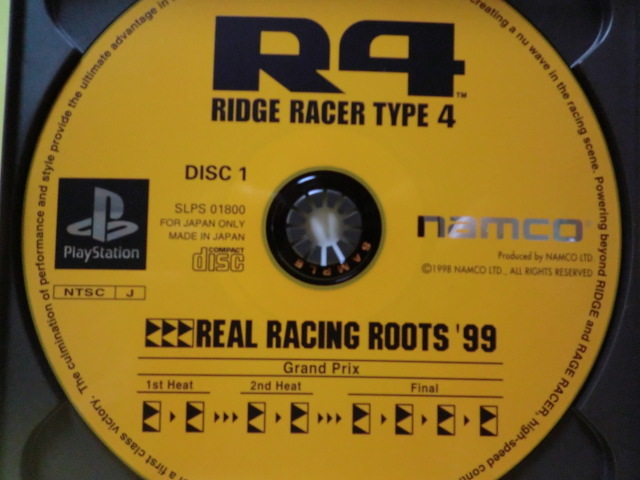 R4™
RIDGE RACER TYPE 4
DISC 1
SLPS 01800
FOR JAPAN ONLY
MADE IN JAPAN
COMPACT
disc
PlayStation
NTSC J
namco®
Produced by NAMCO LTD.
©1998 NAMCO LTD., ALL RIGHTS RESERVED
SAMPLE
REAL RACING ROOTS '99
Grand Prix
1st Heat 2nd Heat Final
creating a nu wave in the racing scene. Powering beyond RIDGE and RAGE RACER, high-speed
a first class victory. The culmination of performance and style provide the ultimate advantage in